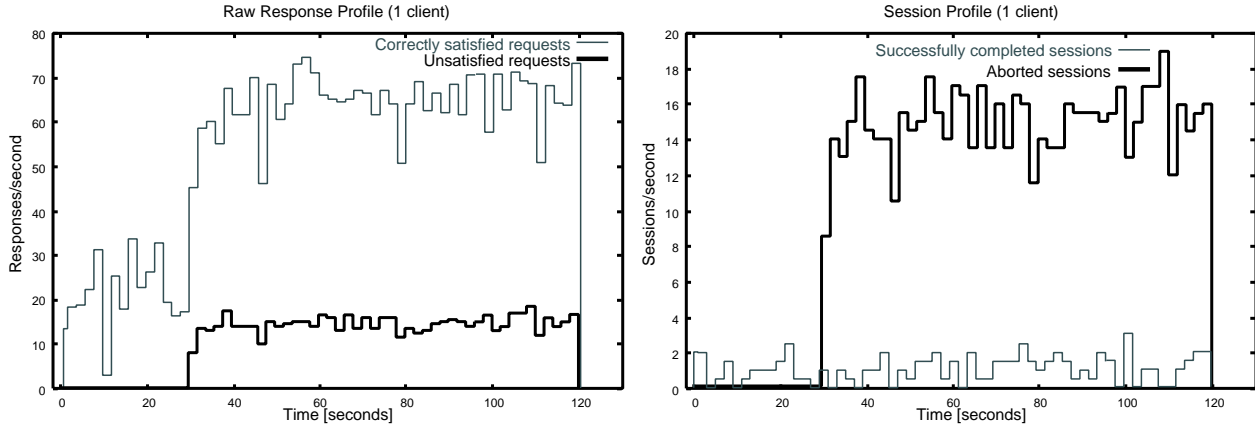 Raw Response Profile (1 client)
80
70
60
50
40
30
20
10
0
Responses/second
Correctly satisfied requests
Unsatisfied requests
0 20 40 60 80 100 120
Time [seconds]
Session Profile (1 client)
20
18
16
14
12
10
8
6
4
2
0
Sessions/second
Successfully completed sessions
Aborted sessions
0 20 40 60 80 100 120
Time [seconds]